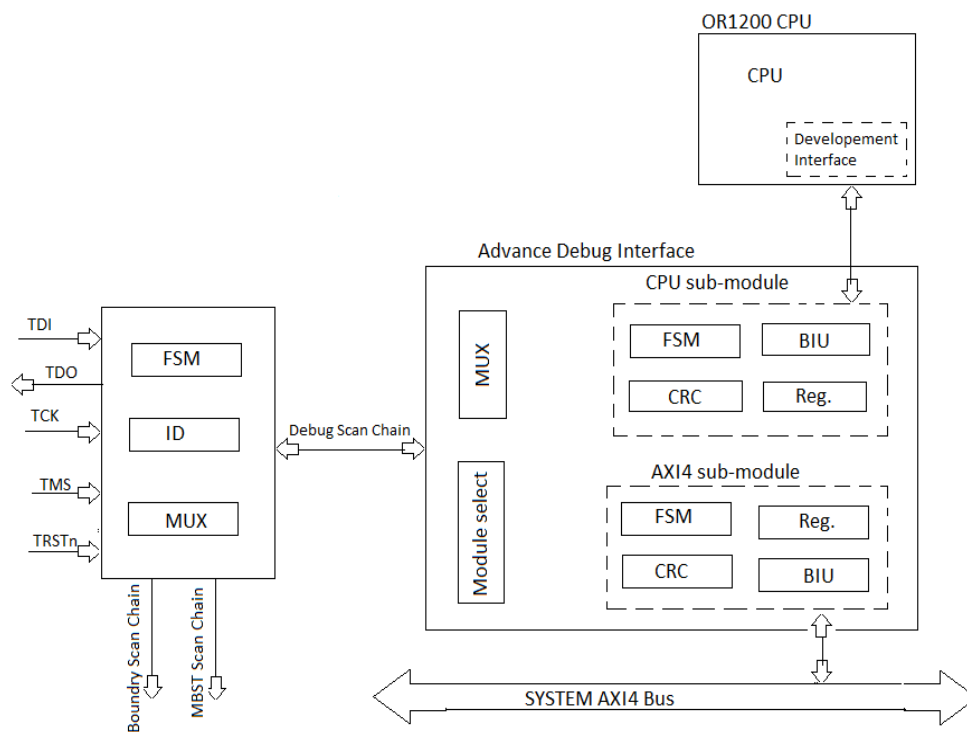 OR1200 CPU
CPU
Developement
Interface
Advance Debug Interface
CPU sub-module
FSM
BIU
CRC
Reg.
MUX
Module select
AXI4 sub-module
FSM
Reg.
CRC
BIU
TDI
TDO
TCK
TMS
TRSTn
FSM
ID
MUX
Debug Scan Chain
Boundry Scan Chain
MBST Scan Chain
SYSTEM AXI4 Bus